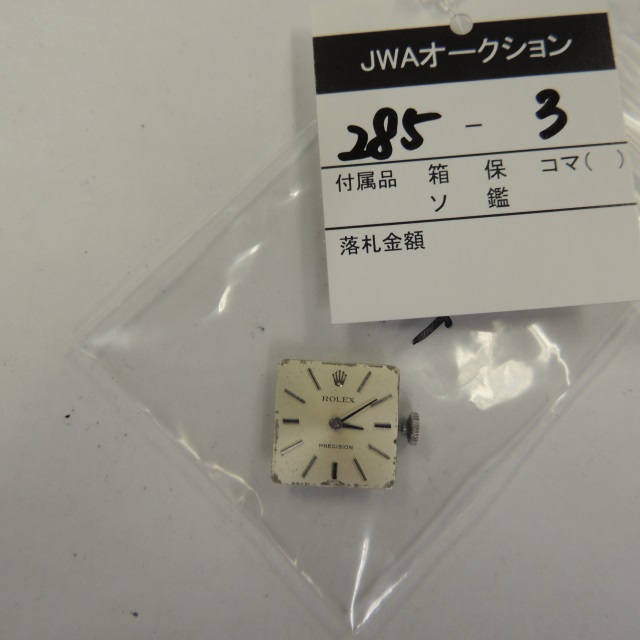 JWAオークション
285 - 3
付属品 箱 保 コマ( )
ソ 鑑
落札金額
ROLEX
PRECISION